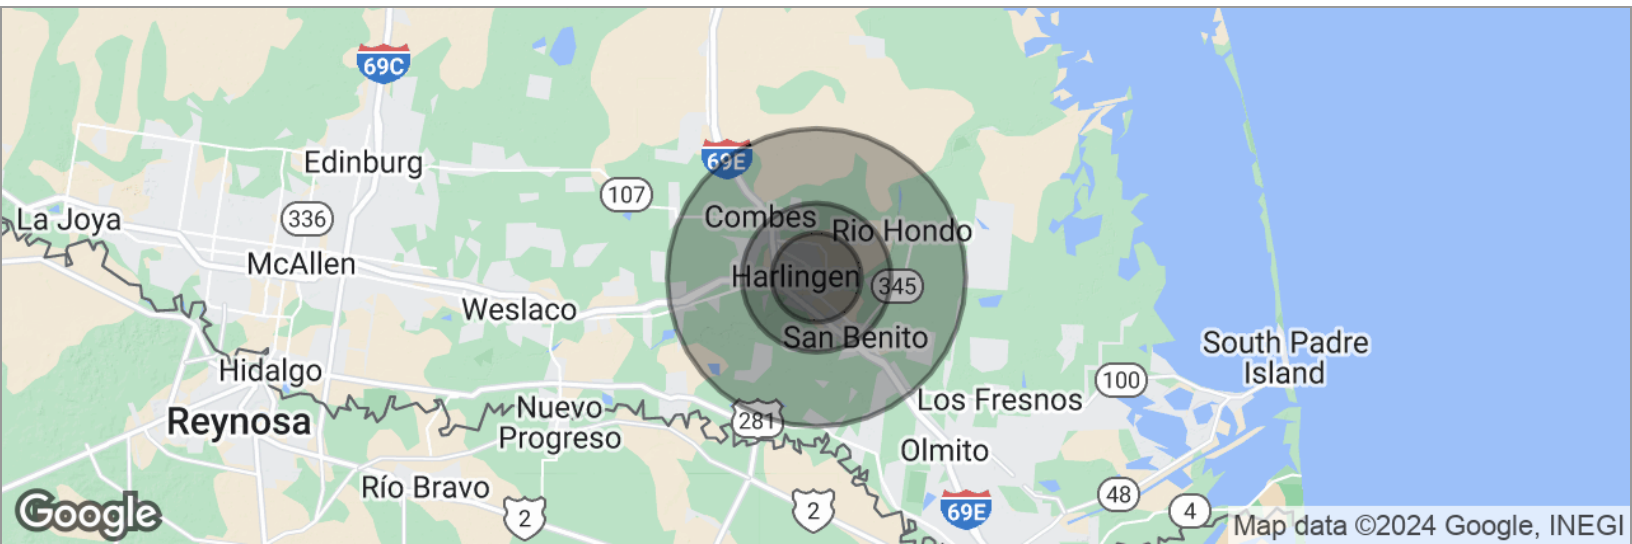 69C
69E
Edinburg
107
La Joya
336
Combes
Rio Hondo
McAllen
Harlingen
345
Weslaco
San Benito
South Padre
Island
Hidalgo
100
Los Fresnos
Nuevo
Progreso
281
Reynosa
Olmito
Río Bravo
48
2
2
69E
4
Google
Map data ©2024 Google, INEGI